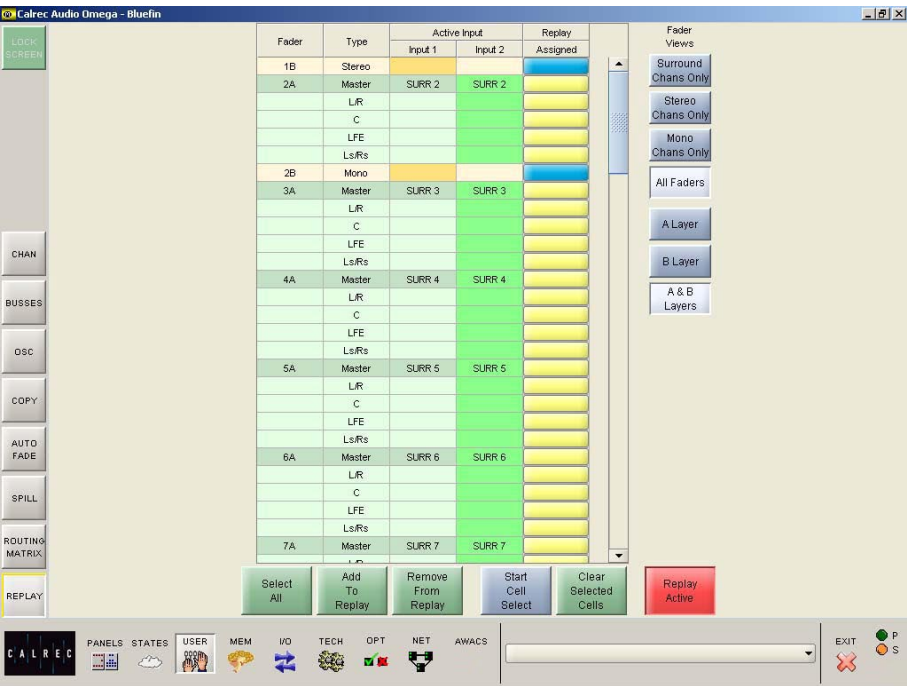 Calrec Audio Omega - Bluefin
LOCK
SCREEN
CHAN
BUSSES
OSC
COPY
AUTO
FADE
SPILL
ROUTING
MATRIX
REPLAY
Fader Type Active Input Replay
Input 1 Input 2 Assigned
1B Stereo
2A Master SURR 2 SURR 2
L/R
C
LFE
Ls/Rs
2B Mono
3A Master SURR 3 SURR 3
L/R
C
LFE
Ls/Rs
4A Master SURR 4 SURR 4
L/R
C
LFE
Ls/Rs
5A Master SURR 5 SURR 5
L/R
C
LFE
Ls/Rs
6A Master SURR 6 SURR 6
L/R
C
LFE
Ls/Rs
7A Master SURR 7 SURR 7
L/R
Fader
Views
Surround
Chans Only
Stereo
Chans Only
Mono
Chans Only
All Faders
A Layer
B Layer
A & B
Layers
Select
All
Add
To
Replay
Remove
From
Replay
Start
Cell
Select
Clear
Selected
Cells
Replay
Active
CALREC
PANELS STATES USER MEM I/O TECH OPT NET AWACS
EXIT
P
S